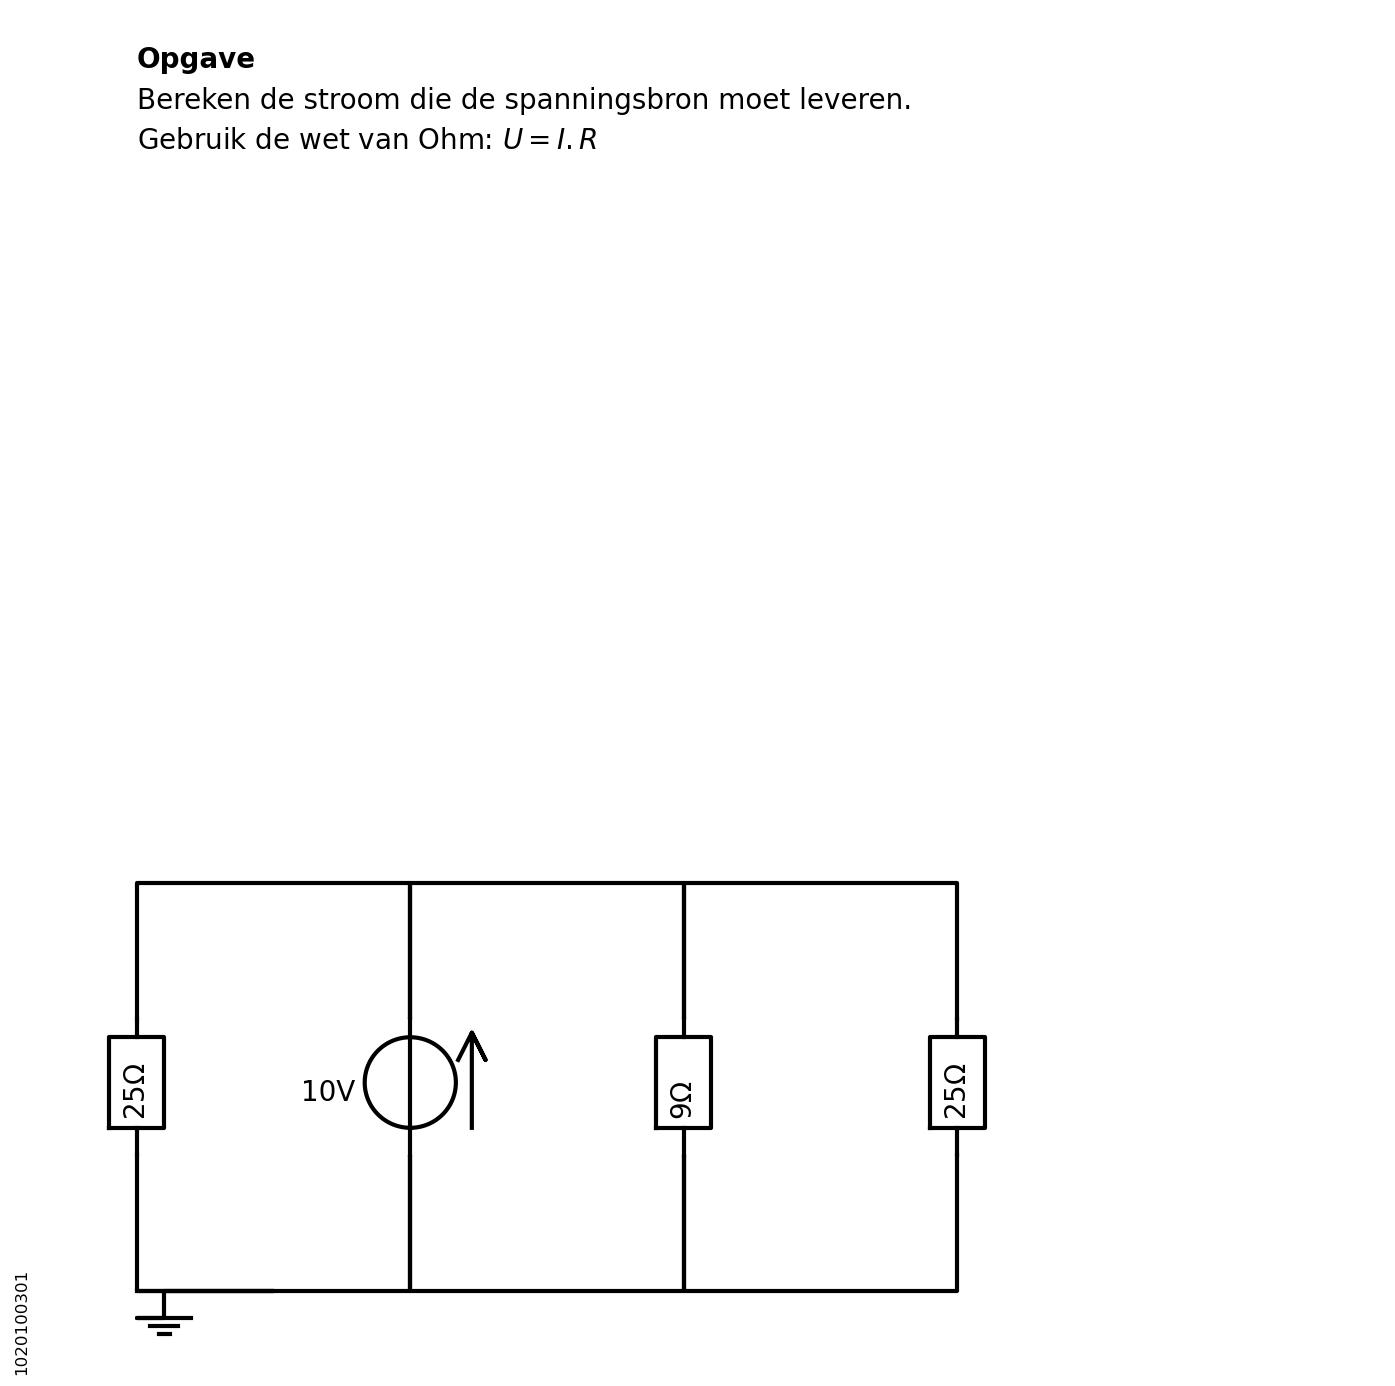 Opgave
Bereken de stroom die de spanningsbron moet leveren.
Gebruik de wet van Ohm: U = I.R
25Ω
10V
9Ω
25Ω
1020100301